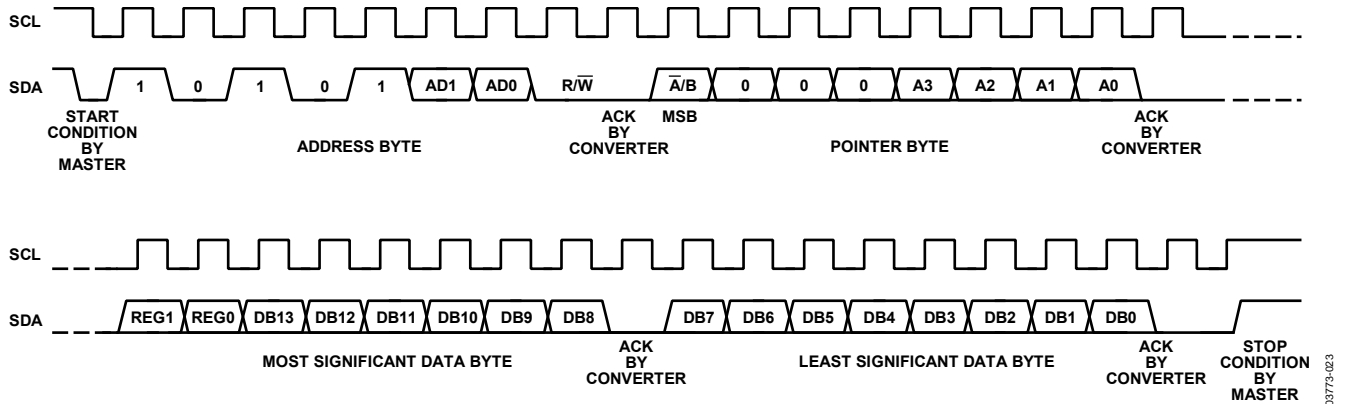 SCL
SDA 1 0 1 0 1 AD1 AD0 R/W̅ A̅/B 0 0 0 A3 A2 A1 A0
START
CONDITION
BY
MASTER
ADDRESS BYTE
ACK
BY
CONVERTER
MSB
POINTER BYTE
ACK
BY
CONVERTER
SCL
SDA REG1 REG0 DB13 DB12 DB11 DB10 DB9 DB8 DB7 DB6 DB5 DB4 DB3 DB2 DB1 DB0
MOST SIGNIFICANT DATA BYTE
ACK
BY
CONVERTER
LEAST SIGNIFICANT DATA BYTE
ACK
BY
CONVERTER
STOP
CONDITION
BY
MASTER
03773-023